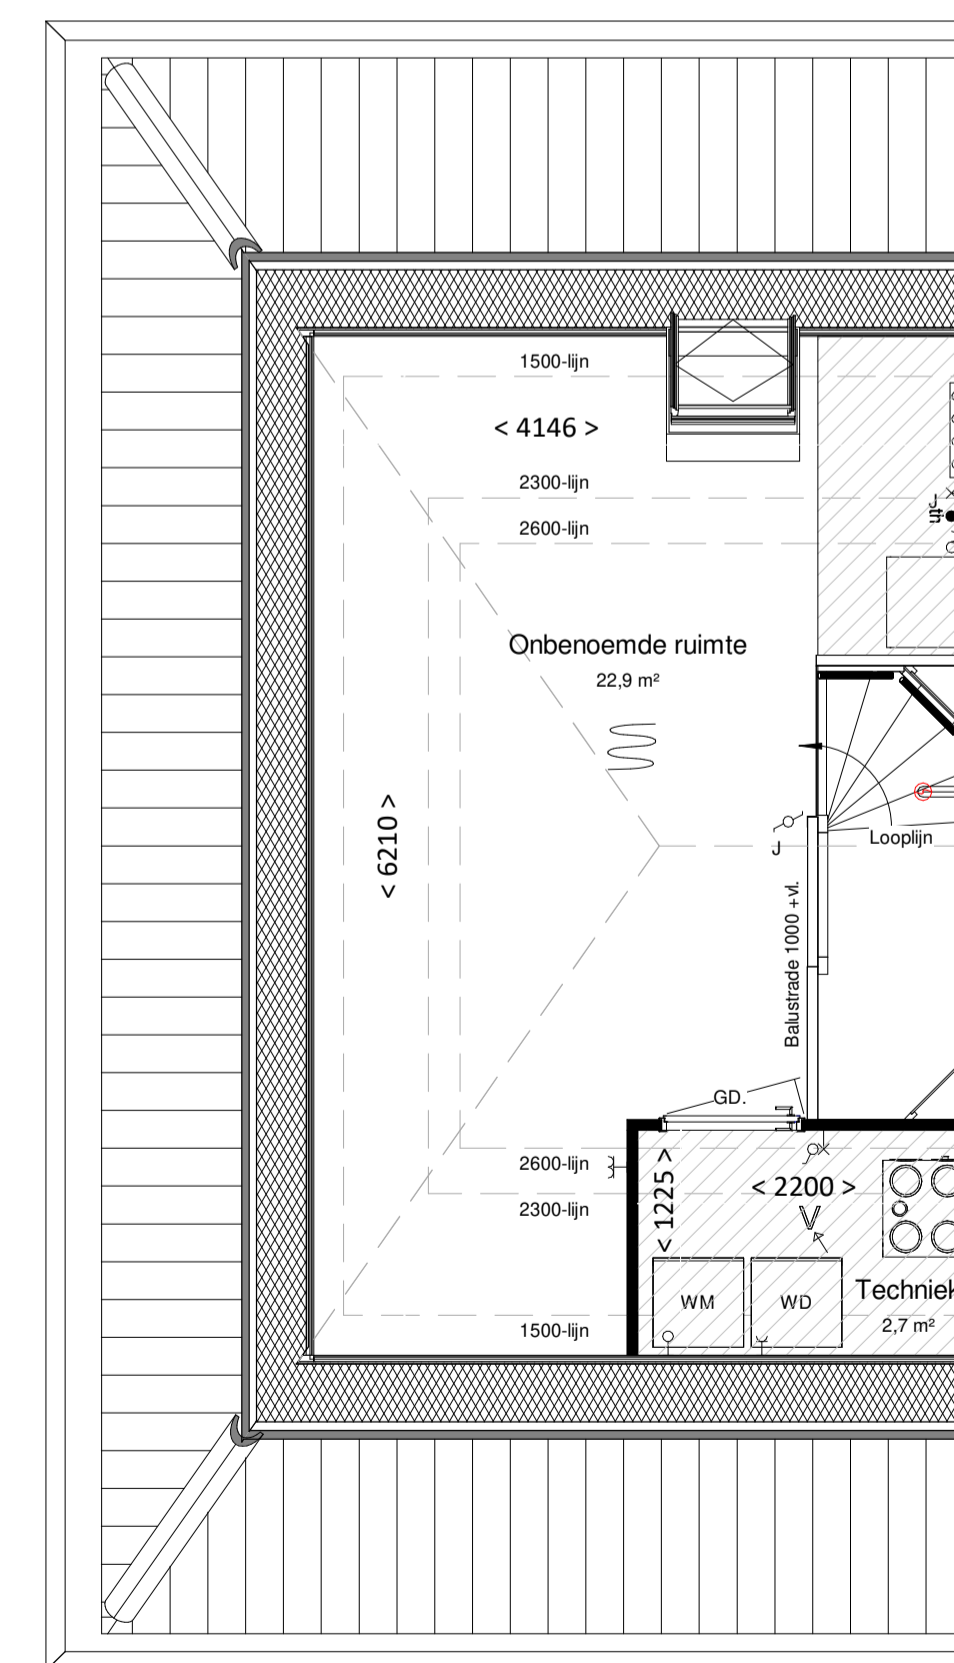 1500-lijn
< 4146 >
2300-lijn
2600-lijn
Onbenoemde ruimte
22,9 m²
< 6210 >
J
Looplijn
Balustrade 1000 +vl.
GD.
2600-lijn
2300-lijn
< 1225 >
< 2200 >
V
WM
WD
Techniek
2,7 m²
1500-lijn